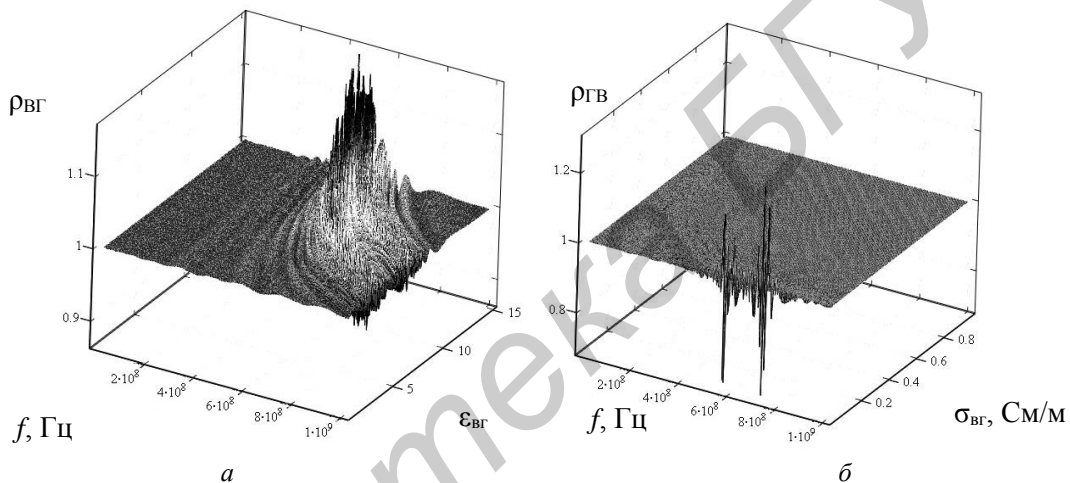 ρВГ
1.1
1
0.9
2·10⁸
4·10⁸
6·10⁸
8·10⁸
1·10⁹
5
10
15
f, Гц
εвг
а
ρГВ
1.2
1
0.8
2·10⁸
4·10⁸
6·10⁸
8·10⁸
1·10⁹
0.2
0.4
0.6
0.8
f, Гц
σвг, См/м
б
тека БГУ